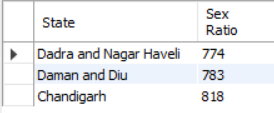 State Sex Ratio
Dadra and Nagar Haveli 774
Daman and Diu 783
Chandigarh 818